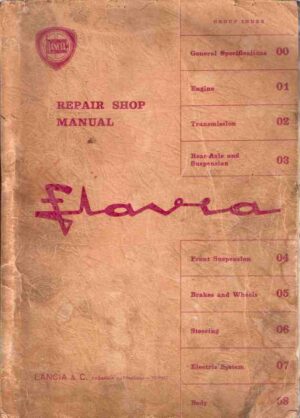 GROUP INDEX
LANCIA
REPAIR SHOP
MANUAL
General Specifications 00
Engine 01
Transmission 02
Rear-Axle and
Suspension 03
Flavia
Front Suspension 04
Brakes and Wheels 05
Steering 06
Electric System 07
Body 08
LANCIA & C.